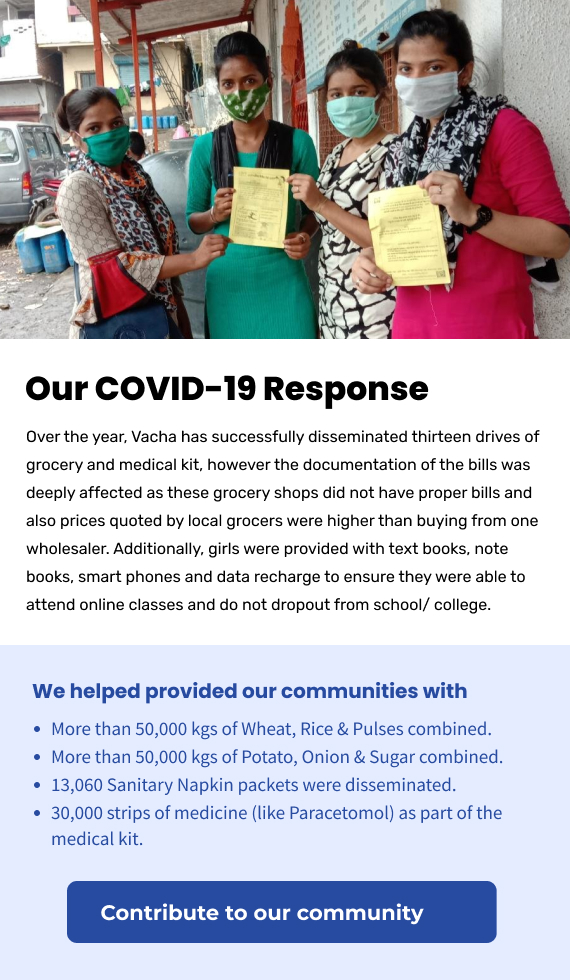 Our COVID-19 Response
Over the year, Vacha has successfully disseminated thirteen drives of
grocery and medical kit, however the documentation of the bills was
deeply affected as these grocery shops did not have proper bills and
also prices quoted by local grocers were higher than buying from one
wholesaler. Additionally, girls were provided with text books, note
books, smart phones and data recharge to ensure they were able to
attend online classes and do not dropout from school/ college.
We helped provided our communities with
• More than 50,000 kgs of Wheat, Rice & Pulses combined.
• More than 50,000 kgs of Potato, Onion & Sugar combined.
• 13,060 Sanitary Napkin packets were disseminated.
• 30,000 strips of medicine (like Paracetomol) as part of the
medical kit.
Contribute to our community